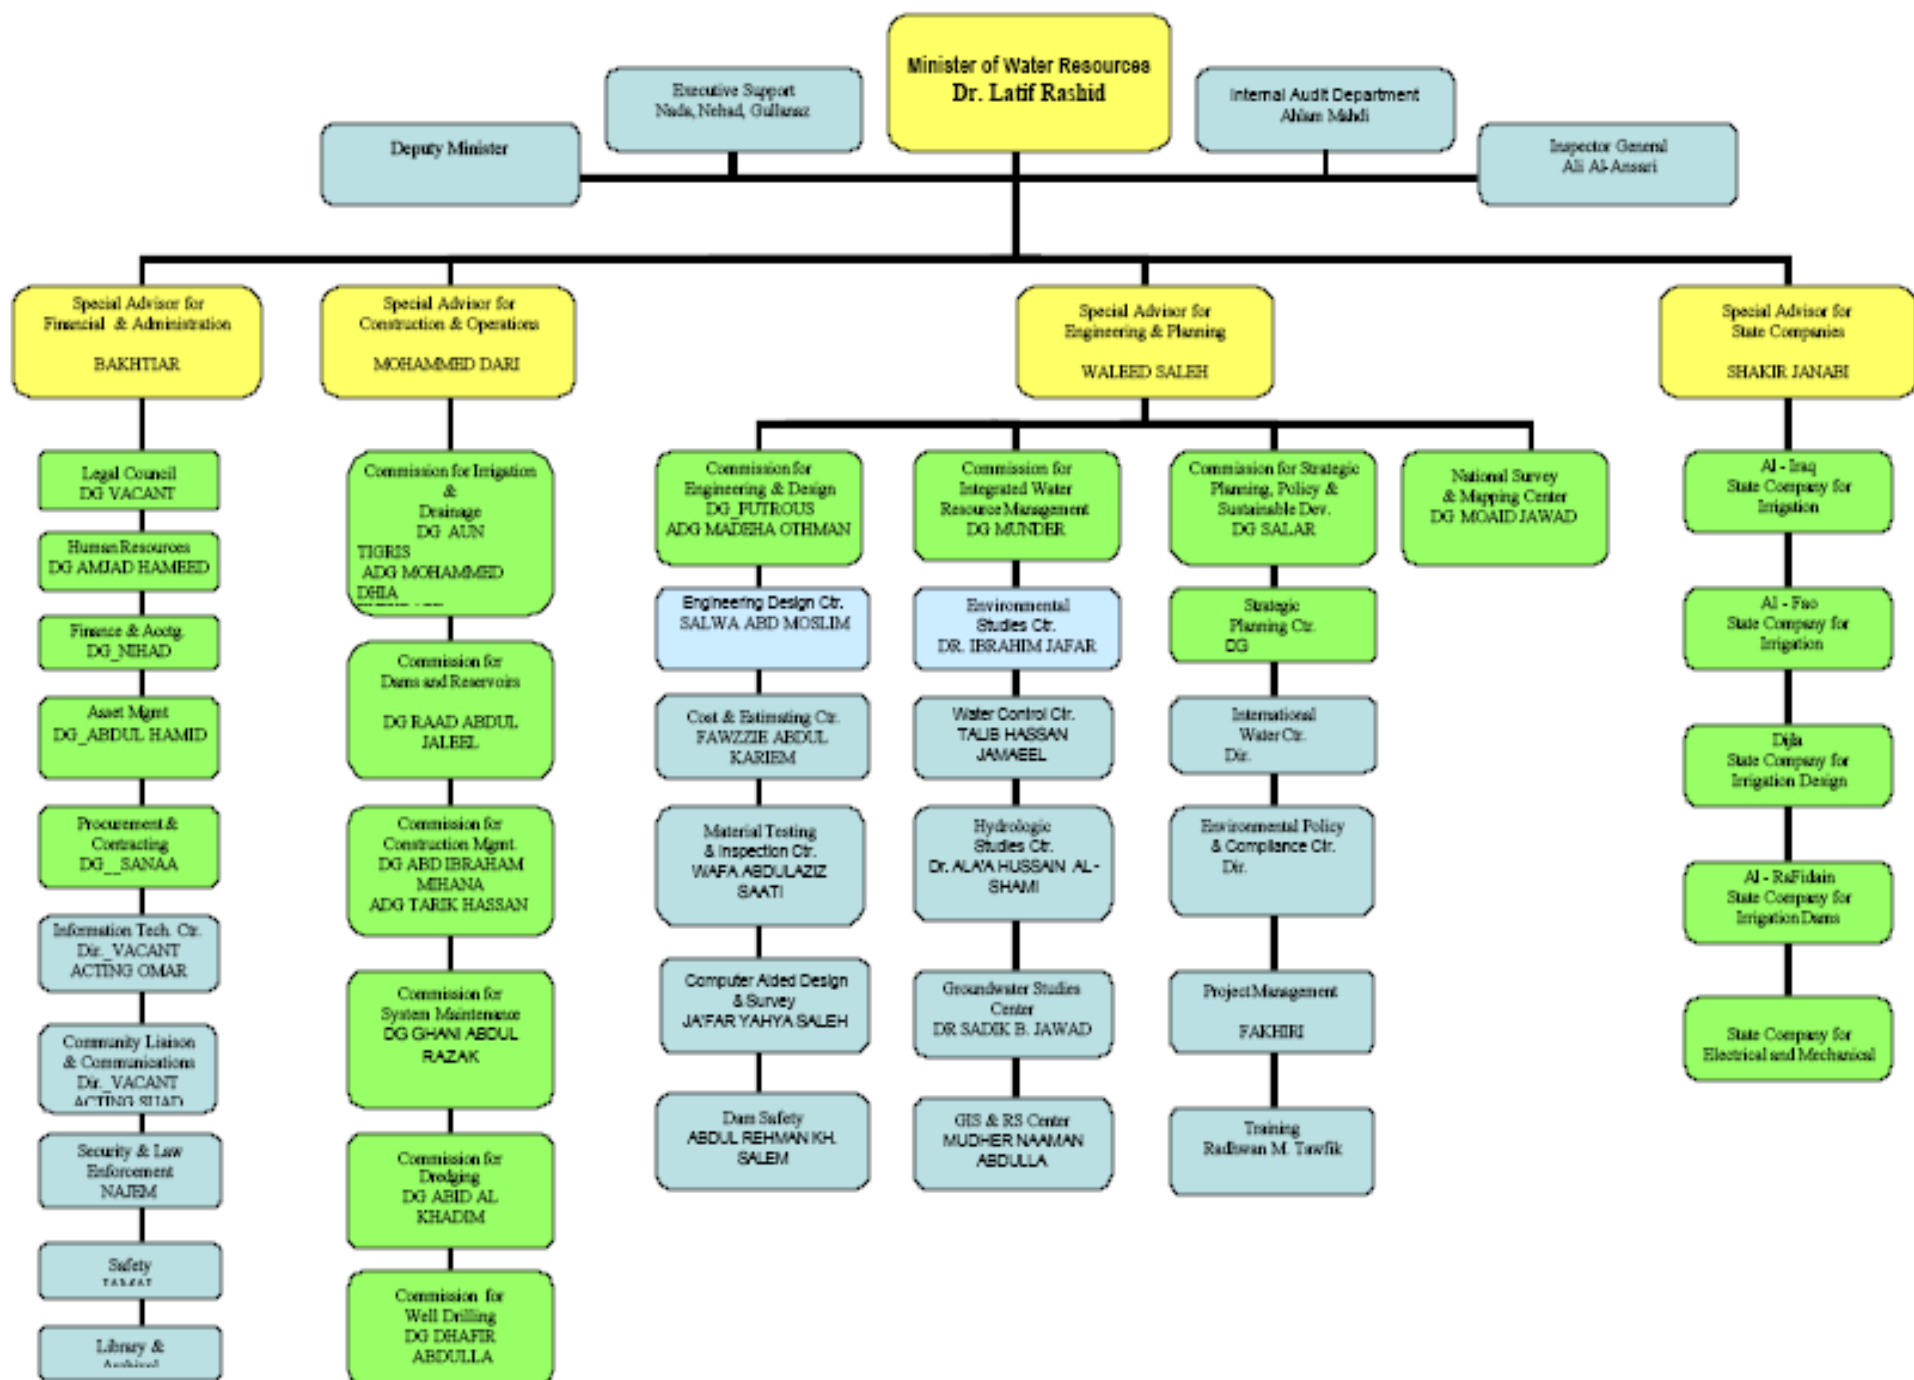 Minister of Water Resources
Dr. Latif Rashid
Executive Support
Nada, Nehad, Gullanaz
Internal Audit Department
Ahlam Mahdi
Deputy Minister
Inspector General
Ali Al-Ansari
Special Advisor for
Financial & Administration
BAKHTIAR
Special Advisor for
Construction & Operations
MOHAMMED DARI
Special Advisor for
Engineering & Planning
WALEED SALEH
Special Advisor for
State Companies
SHAKIR JANABI
Legal Council
DG VACANT
Human Resources
DG AMJAD HAMEED
Finance & Acctg.
DG_NIHAD
Asset Mgmt
DG_ABDUL HAMID
Procurement &
Contracting
DG__SANAA
Information Tech. Ctr.
Dir._VACANT
ACTING OMAR
Community Liaison
& Communications
Dir._VACANT
ACTING SUAD
Security & Law
Enforcement
NAJEM
Safety
Library &
Commission for Irrigation
&
Drainage
DG AUN
TIGRIS
ADG MOHAMMED
DHIA
Commission for
Dams and Reservoirs
DG RAAD ABDUL
JALEEL
Commission for
Construction Mgmt.
DG ABD IBRAHAM
MIHANA
ADG TARIK HASSAN
Commission for
System Maintenance
DG GHANI ABDUL
RAZAK
Commission for
Dredging
DG ABID AL
KHADIM
Commission for
Well Drilling
DG DHAFIR
ABDULLA
Commission for
Engineering & Design
DG_PUTROUS
ADG MADEHA OTHMAN
Engineering Design Ctr.
SALWA ABD MOSLIM
Cost & Estimating Ctr.
FAWZZIE ABDUL
KARIEM
Material Testing
& Inspection Ctr.
WAFA ABDULAZIZ
SAATI
Computer Aided Design
& Survey
JA'FAR YAHYA SALEH
Dam Safety
ABDUL REHMAN KH.
SALEM
Commission for
Integrated Water
Resource Management
DG MUNDER
Environmental
Studies Ctr.
DR. IBRAHIM JAFAR
Water Control Ctr.
TALIB HASSAN
JAMAEEL
Hydrologic
Studies Ctr.
Dr. ALA'A HUSSAIN AL-
SHAMI
Groundwater Studies
Center
DR SADIK B. JAWAD
GIS & RS Center
MUDHER NAAMAN
ABDULLA
Commission for Strategic
Planning, Policy &
Sustainable Dev.
DG SALAR
Strategic
Planning Ctr.
DG
International
Water Ctr.
Dir.
Environmental Policy
& Compliance Ctr.
Dir.
Project Management
FAKHIRI
Training
Radhwan M. Tawfik
National Survey
& Mapping Center
DG MOAID JAWAD
Al - Iraq
State Company for
Irrigation
Al - Fao
State Company for
Irrigation
Dijla
State Company for
Irrigation Design
Al - RaFidain
State Company for
Irrigation Dams
State Company for
Electrical and Mechanical